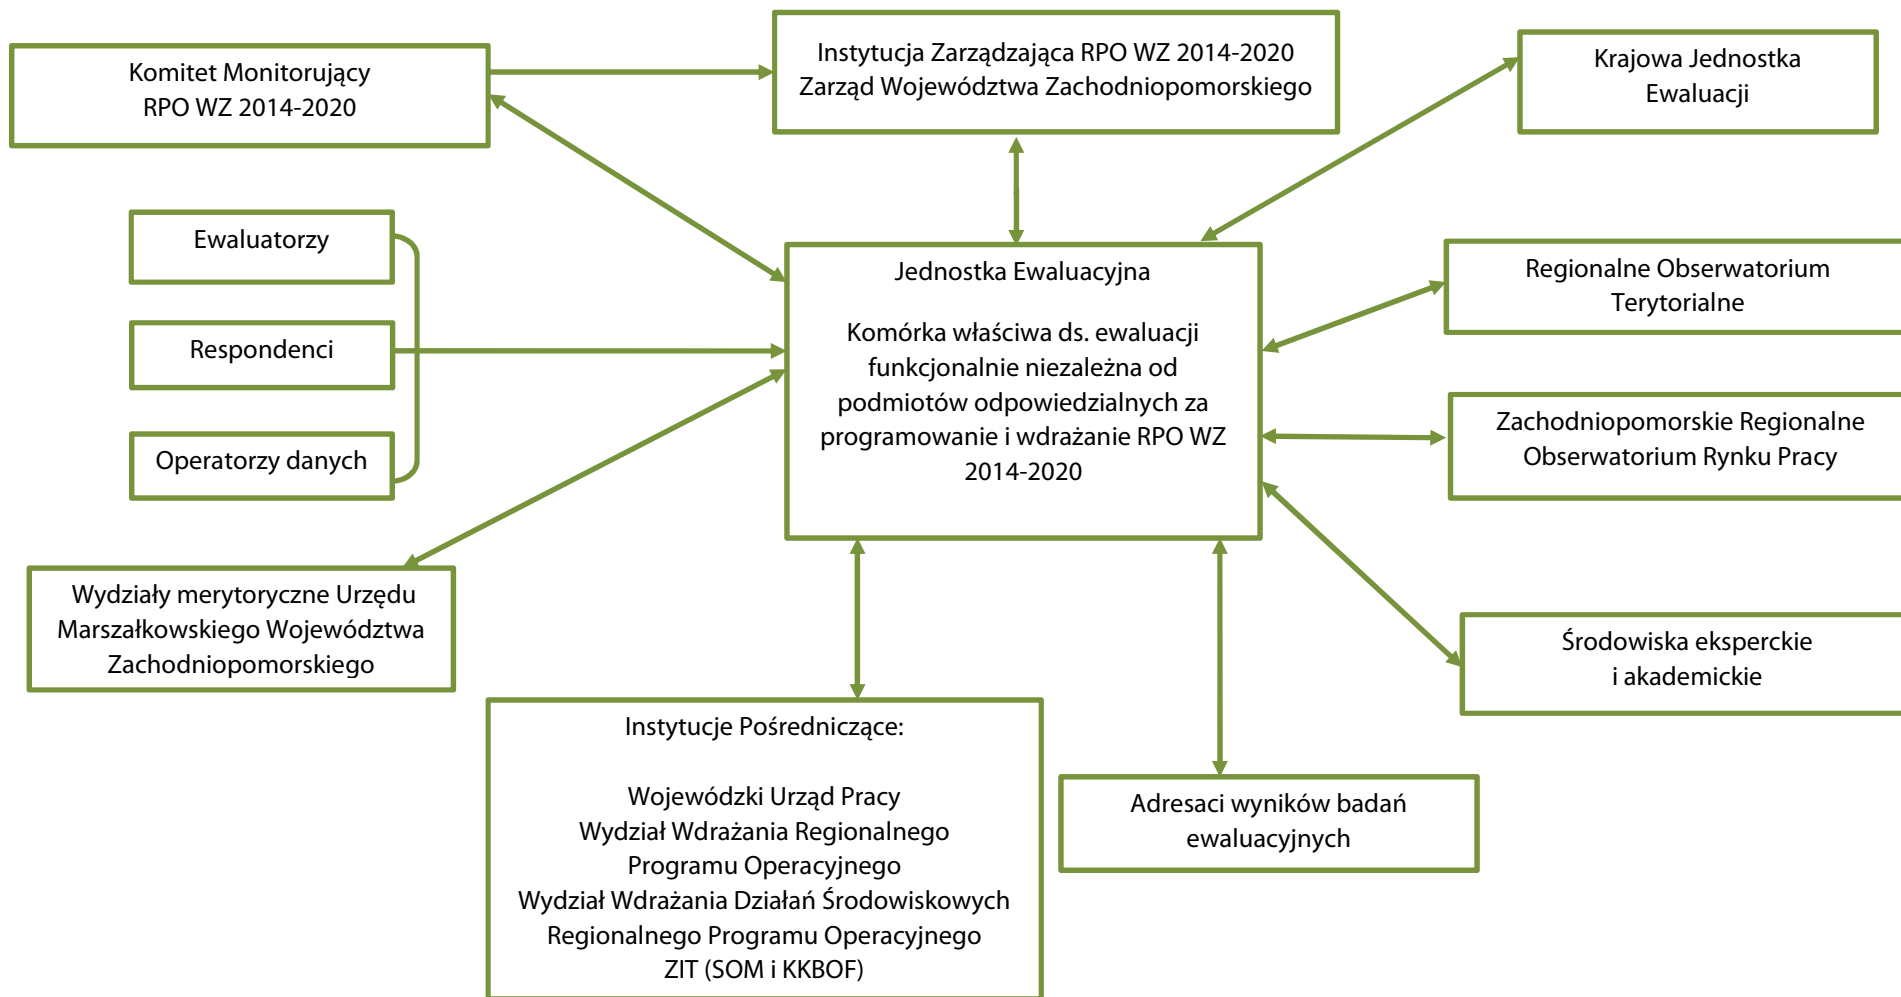 Komitet Monitorujący
RPO WZ 2014-2020
Instytucja Zarządzająca RPO WZ 2014-2020
Zarząd Województwa Zachodniopomorskiego
Krajowa Jednostka
Ewaluacji
Ewaluatorzy
Respondenci
Operatorzy danych
Jednostka Ewaluacyjna
Komórka właściwa ds. ewaluacji
funkcjonalnie niezależna od
podmiotów odpowiedzialnych za
programowanie i wdrażanie RPO WZ
2014-2020
Regionalne Obserwatorium
Terytorialne
Zachodniopomorskie Regionalne
Obserwatorium Rynku Pracy
Wydziały merytoryczne Urzędu
Marszałkowskiego Województwa
Zachodniopomorskiego
Środowiska eksperckie
i akademickie
Instytucje Pośredniczące:
Wojewódzki Urząd Pracy
Wydział Wdrażania Regionalnego
Programu Operacyjnego
Wydział Wdrażania Działań Środowiskowych
Regionalnego Programu Operacyjnego
ZIT (SOM i KKBOF)
Adresaci wyników badań
ewaluacyjnych